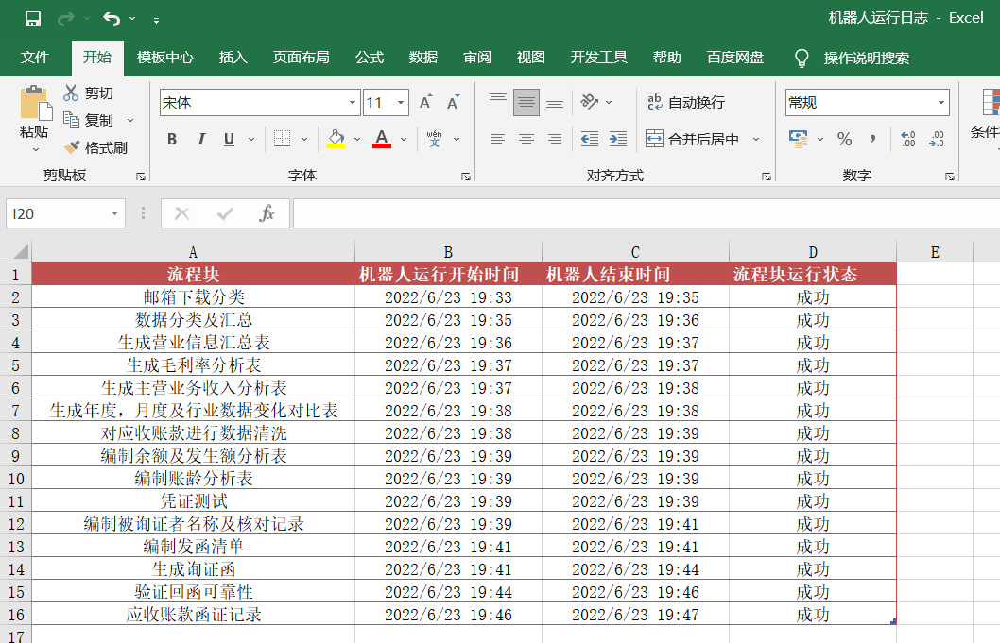 机器人运行日志 - Excel
文件 开始 模板中心 插入 页面布局 公式 数据 审阅 视图 开发工具 帮助 百度网盘 操作说明搜索
粘贴 剪切 复制 格式刷
宋体 11 A A
B I U A wén 文
ab c 自动换行
合并后居中
常规
% , .0 .00 .00 .0
条件
剪贴板 字体 对齐方式 数字
I20 fx
A B C D E
1 流程块 机器人运行开始时间 机器人结束时间 流程块运行状态
2 邮箱下载分类 2022/6/23 19:33 2022/6/23 19:35 成功
3 数据分类及汇总 2022/6/23 19:35 2022/6/23 19:36 成功
4 生成营业信息汇总表 2022/6/23 19:36 2022/6/23 19:37 成功
5 生成毛利率分析表 2022/6/23 19:37 2022/6/23 19:37 成功
6 生成主营业务收入分析表 2022/6/23 19:37 2022/6/23 19:38 成功
7 生成年度，月度及行业数据变化对比表 2022/6/23 19:38 2022/6/23 19:38 成功
8 对应收账款进行数据清洗 2022/6/23 19:38 2022/6/23 19:39 成功
9 编制余额及发生额分析表 2022/6/23 19:39 2022/6/23 19:39 成功
10 编制账龄分析表 2022/6/23 19:39 2022/6/23 19:39 成功
11 凭证测试 2022/6/23 19:39 2022/6/23 19:39 成功
12 编制被询证者名称及核对记录 2022/6/23 19:39 2022/6/23 19:41 成功
13 编制发函清单 2022/6/23 19:41 2022/6/23 19:41 成功
14 生成询证函 2022/6/23 19:41 2022/6/23 19:44 成功
15 验证回函可靠性 2022/6/23 19:44 2022/6/23 19:46 成功
16 应收账款函证记录 2022/6/23 19:46 2022/6/23 19:47 成功
17